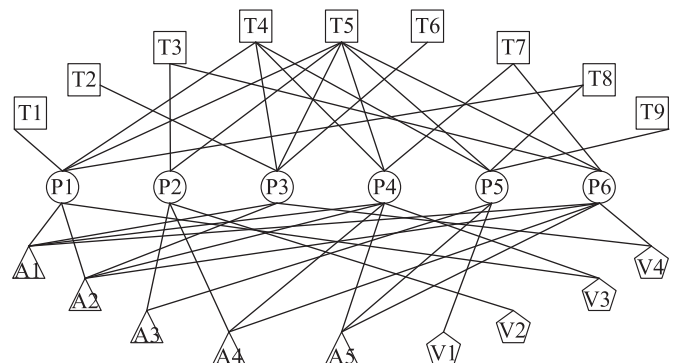 T4 T5 T6
T3 T7
T2 T8
T1 T9
P1 P2 P3 P4 P5 P6
A1 V4
A2 V3
A3 V2
A4 A5 V1